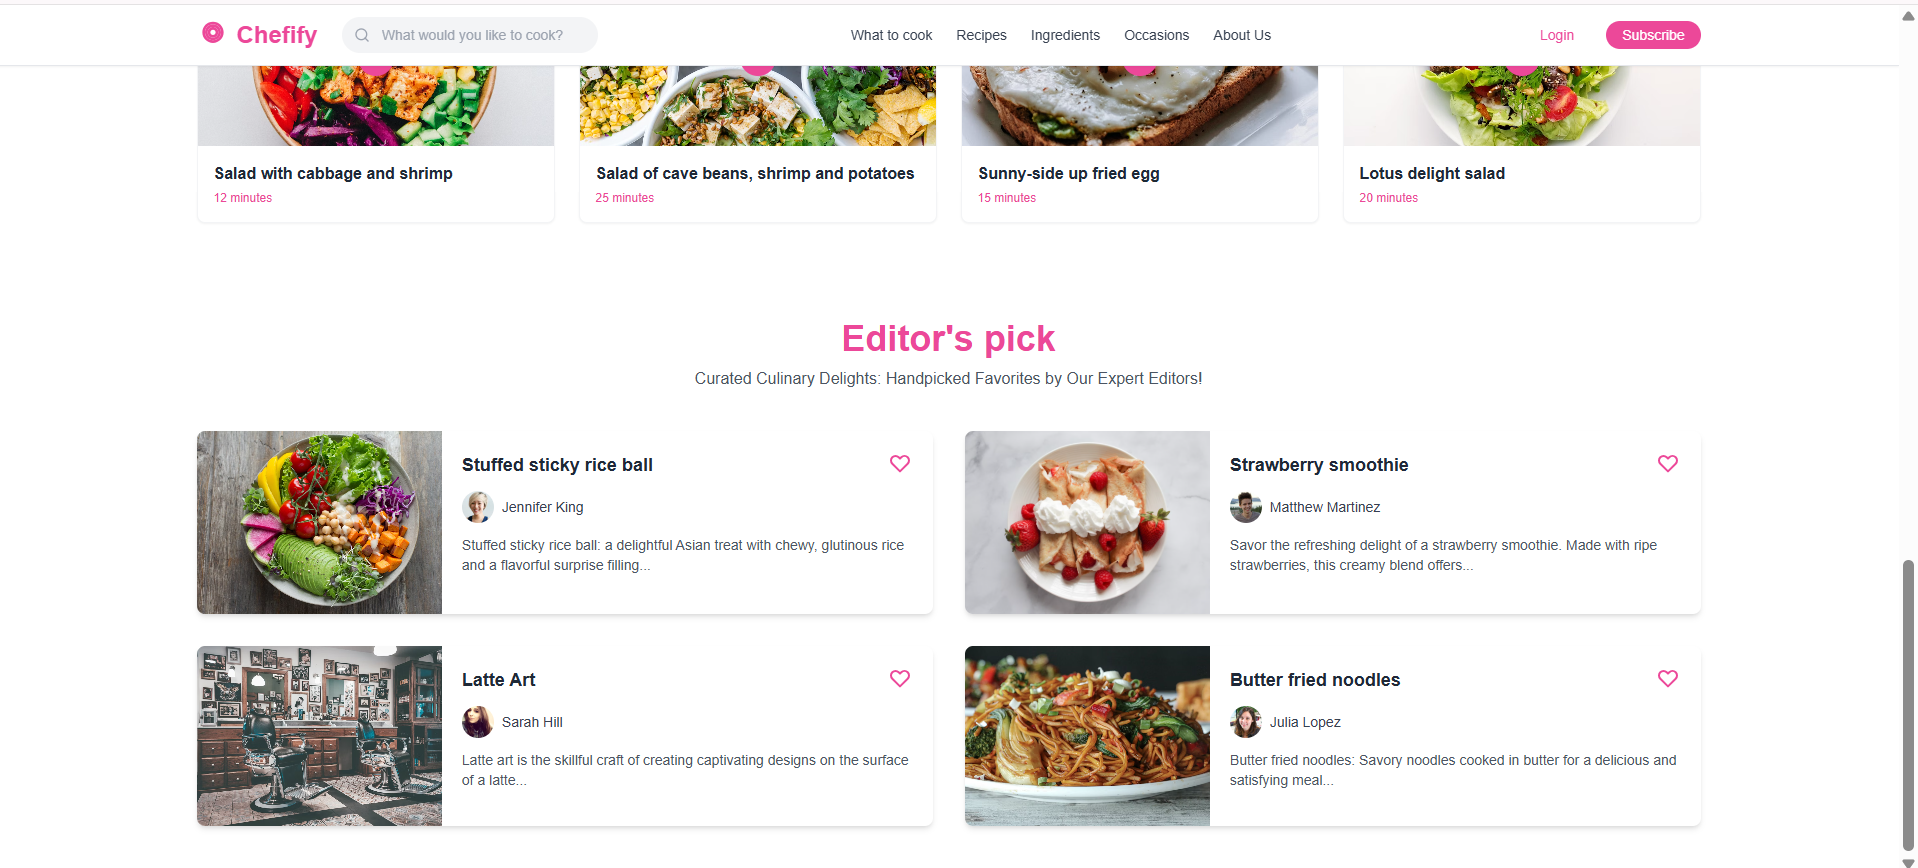 Chefify
What would you like to cook?
What to cook
Recipes
Ingredients
Occasions
About Us
Login
Subscribe
Salad with cabbage and shrimp
12 minutes
Salad of cave beans, shrimp and potatoes
25 minutes
Sunny-side up fried egg
15 minutes
Lotus delight salad
20 minutes
Editor's pick
Curated Culinary Delights: Handpicked Favorites by Our Expert Editors!
Stuffed sticky rice ball
Jennifer King
Stuffed sticky rice ball: a delightful Asian treat with chewy, glutinous rice
and a flavorful surprise filling...
Strawberry smoothie
Matthew Martinez
Savor the refreshing delight of a strawberry smoothie. Made with ripe
strawberries, this creamy blend offers...
Latte Art
Sarah Hill
Latte art is the skillful craft of creating captivating designs on the surface
of a latte...
Butter fried noodles
Julia Lopez
Butter fried noodles: Savory noodles cooked in butter for a delicious and
satisfying meal...